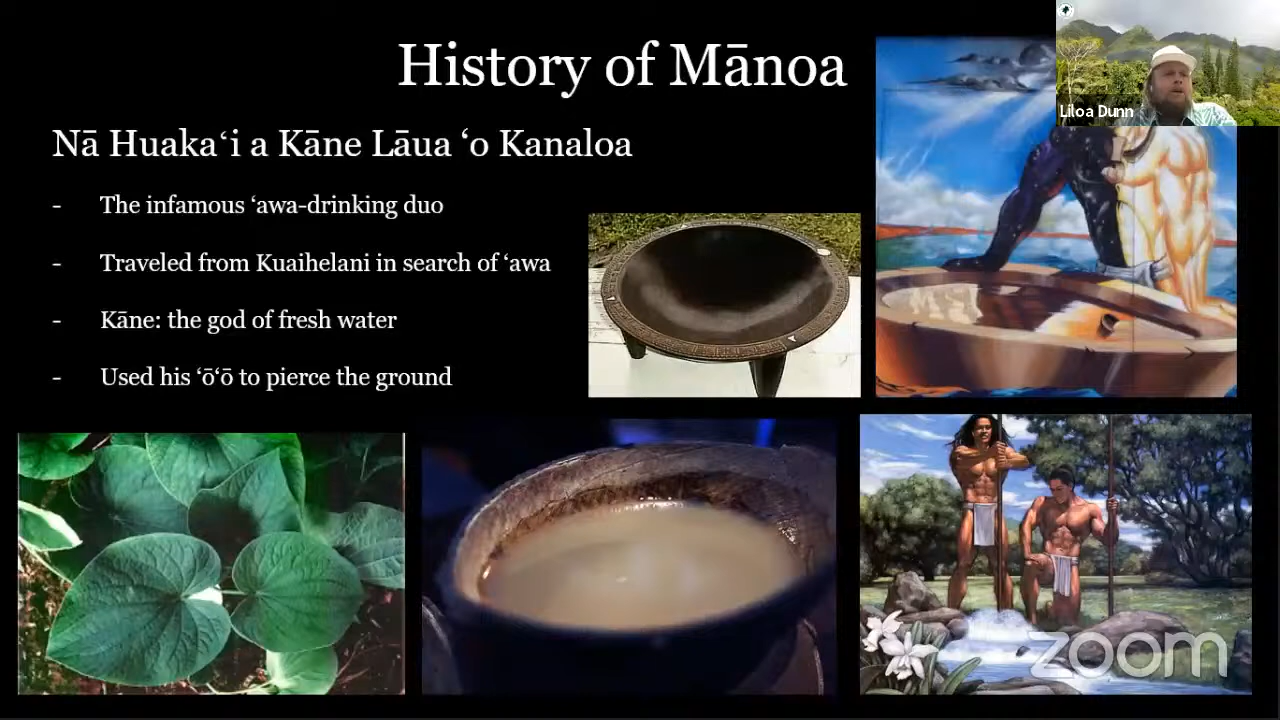 History of Mānoa
Liloa Dunn
Nā Huakaʻi a Kāne Lāua ʻo Kanaloa
- The infamous ʻawa-drinking duo
- Traveled from Kuaihelani in search of ʻawa
- Kāne: the god of fresh water
- Used his ʻōʻō to pierce the ground
zoom